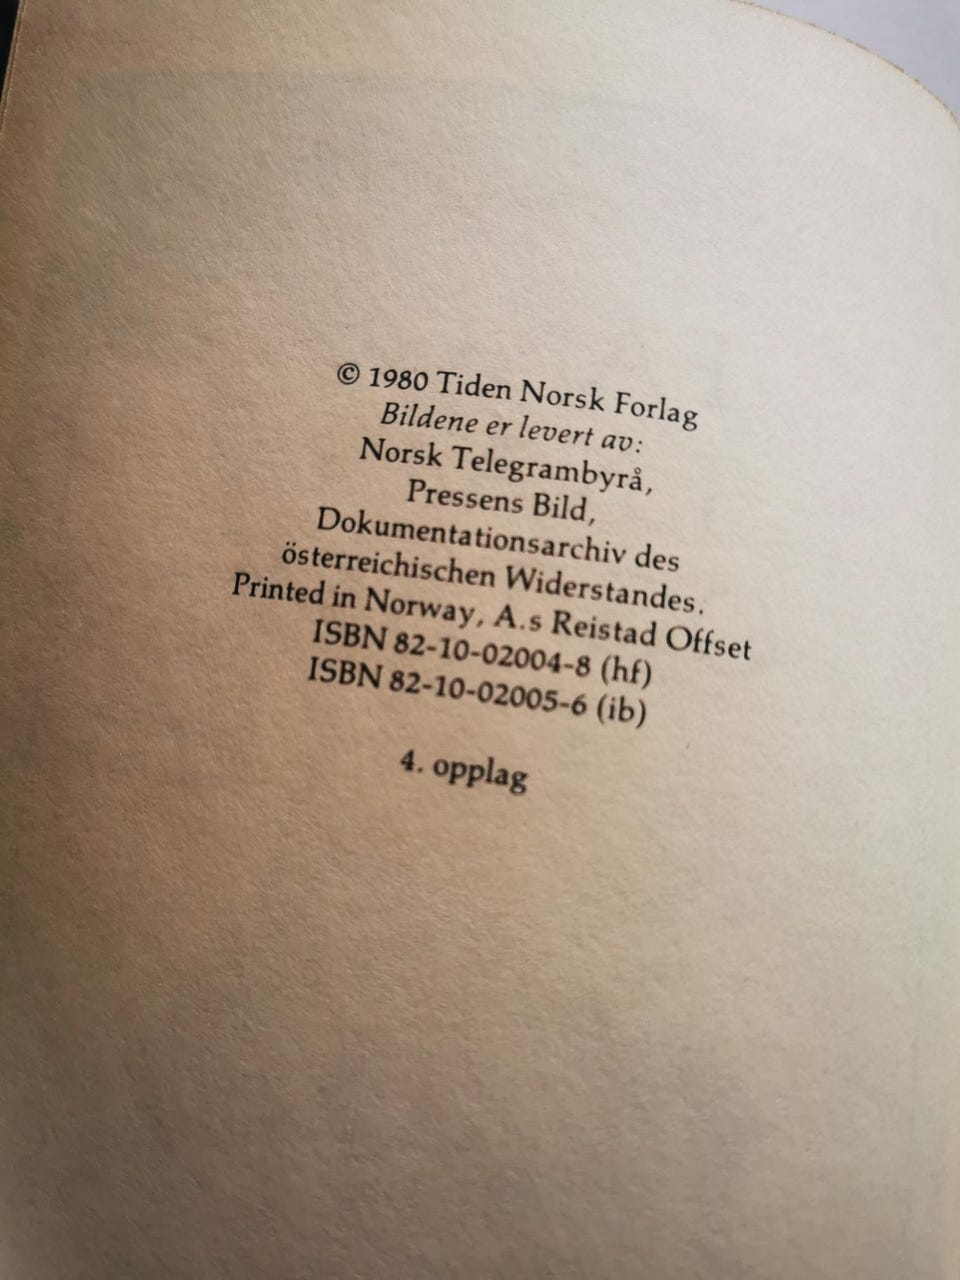 © 1980 Tiden Norsk Forlag
Bildene er levert av:
Norsk Telegrambyrå,
Pressens Bild,
Dokumentationsarchiv des
österreichischen Widerstandes.
Printed in Norway, A.s Reistad Offset
ISBN 82-10-02004-8 (hf)
ISBN 82-10-02005-6 (ib)
4. opplag